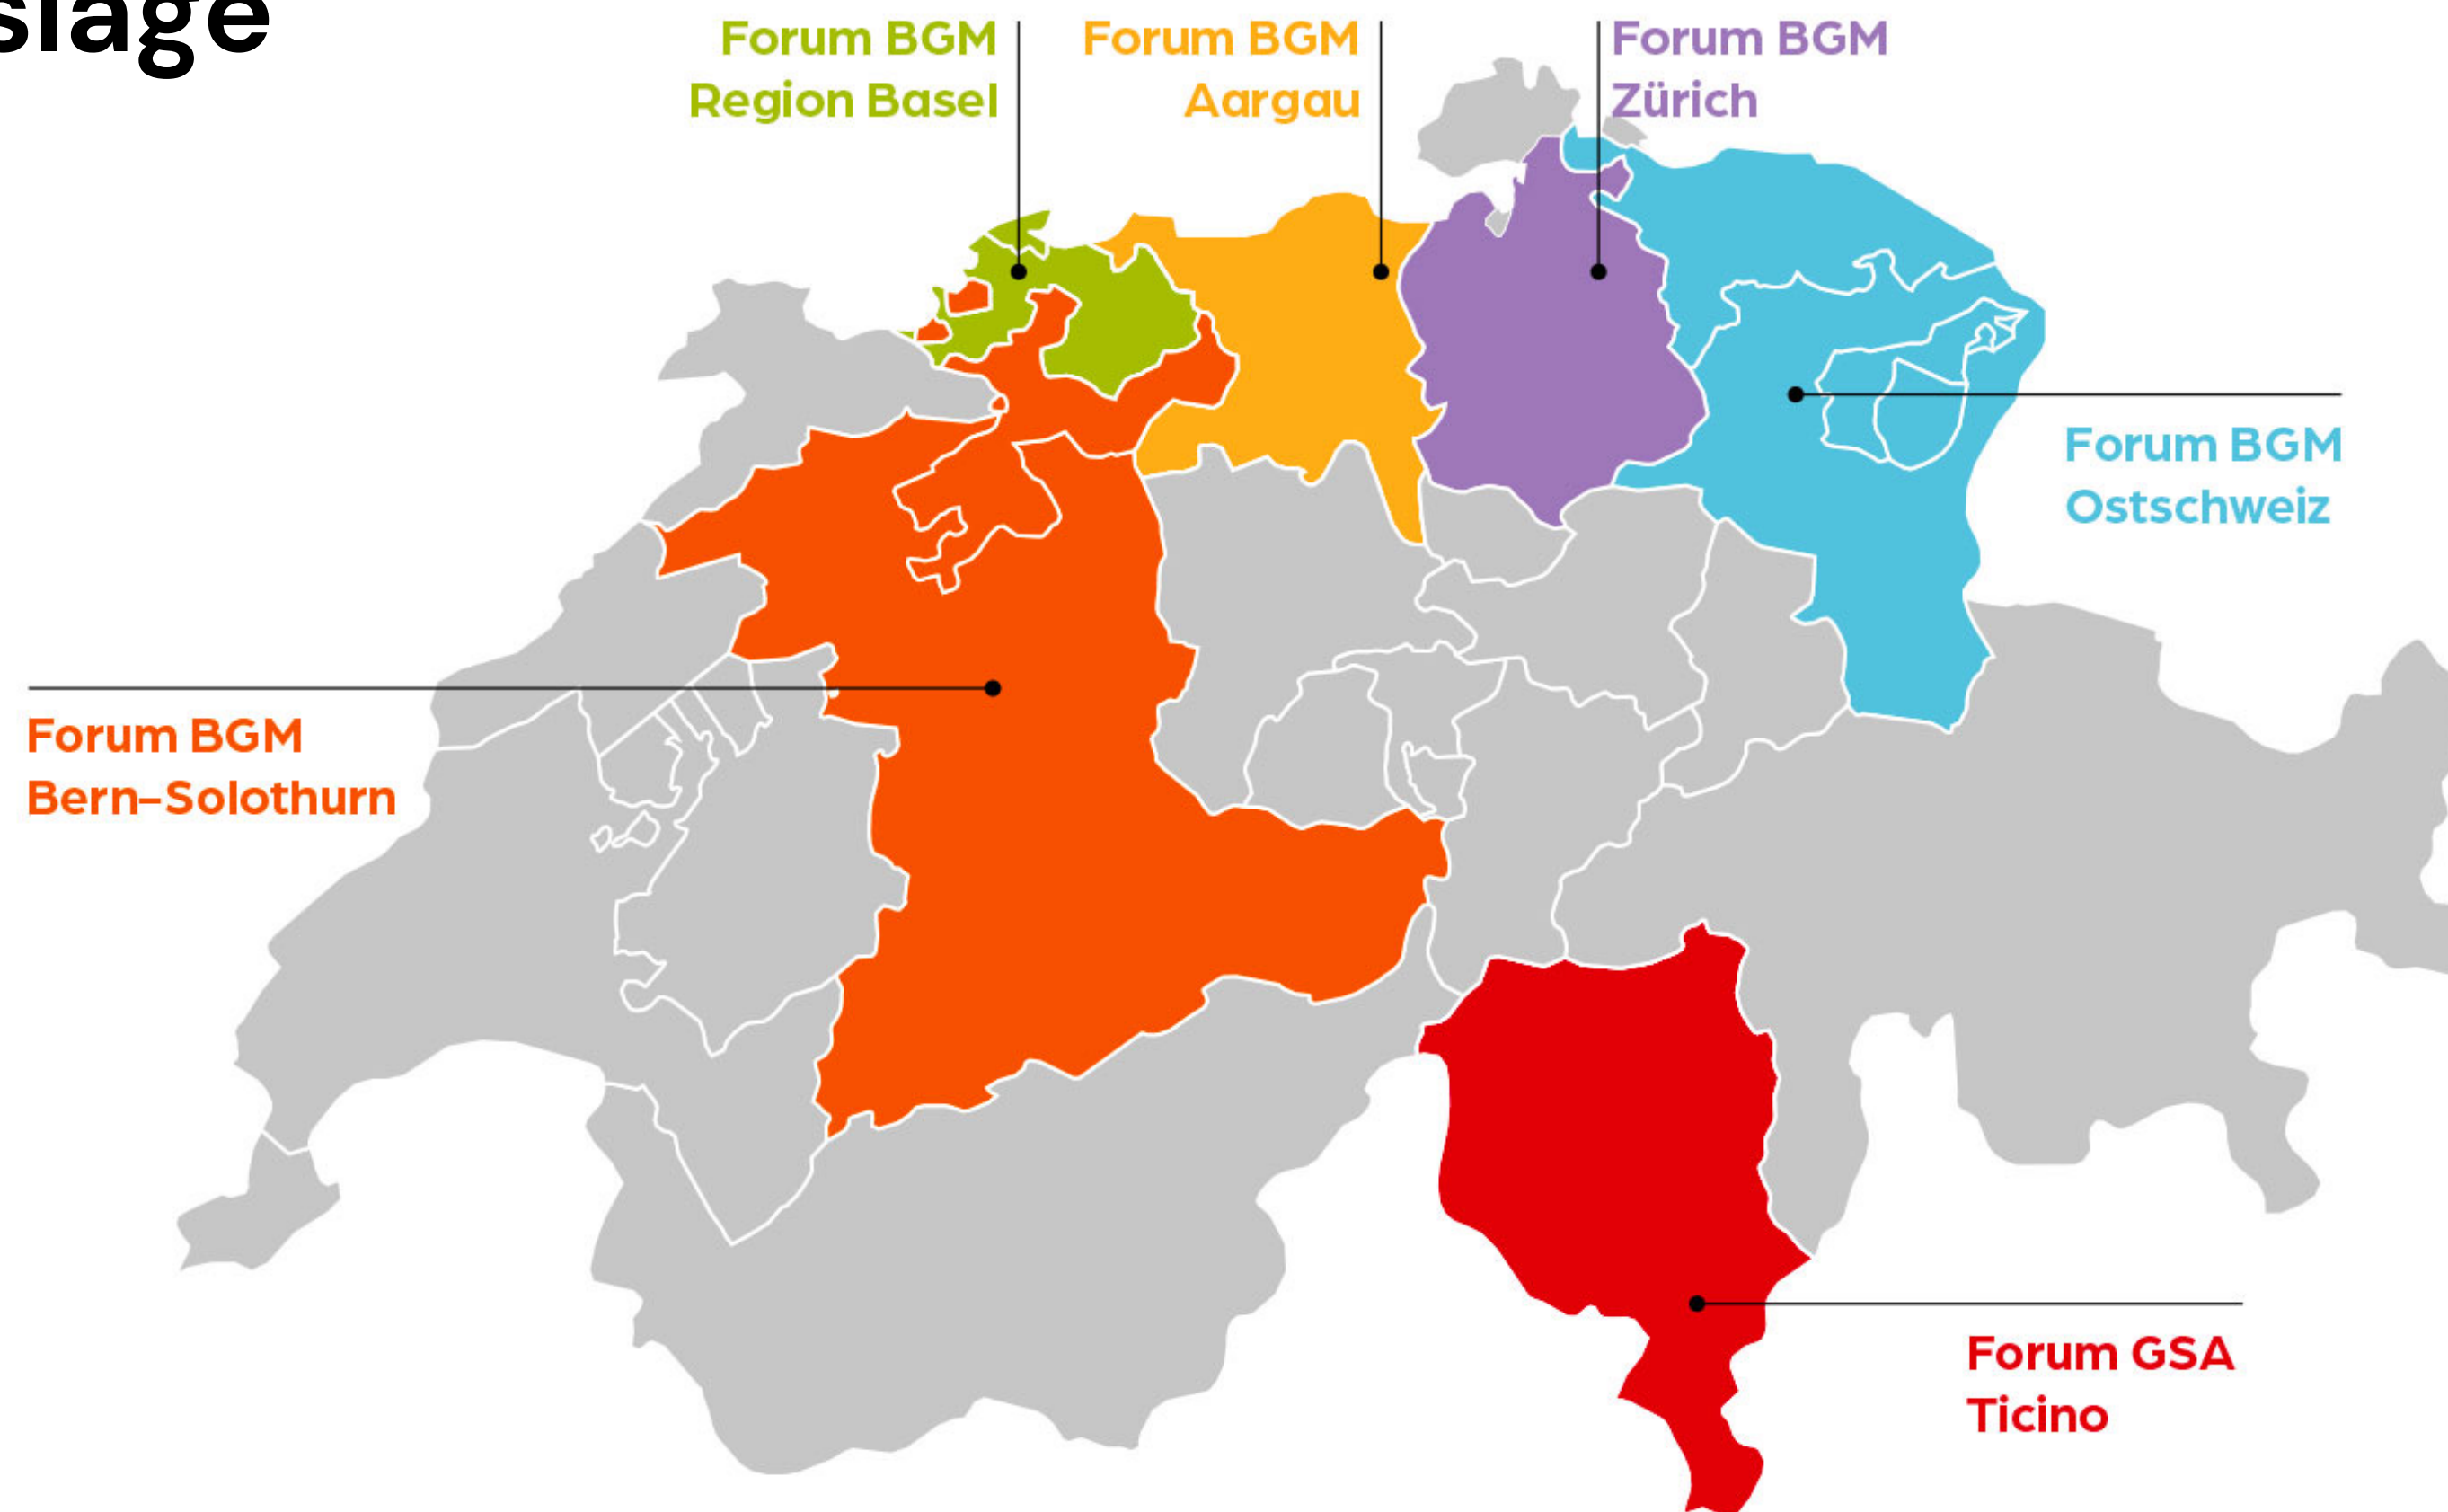 Forum BGM
Region Basel
Forum BGM
Aargau
Forum BGM
Zürich
Forum BGM
Ostschweiz
Forum BGM
Bern–Solothurn
Forum GSA
Ticino